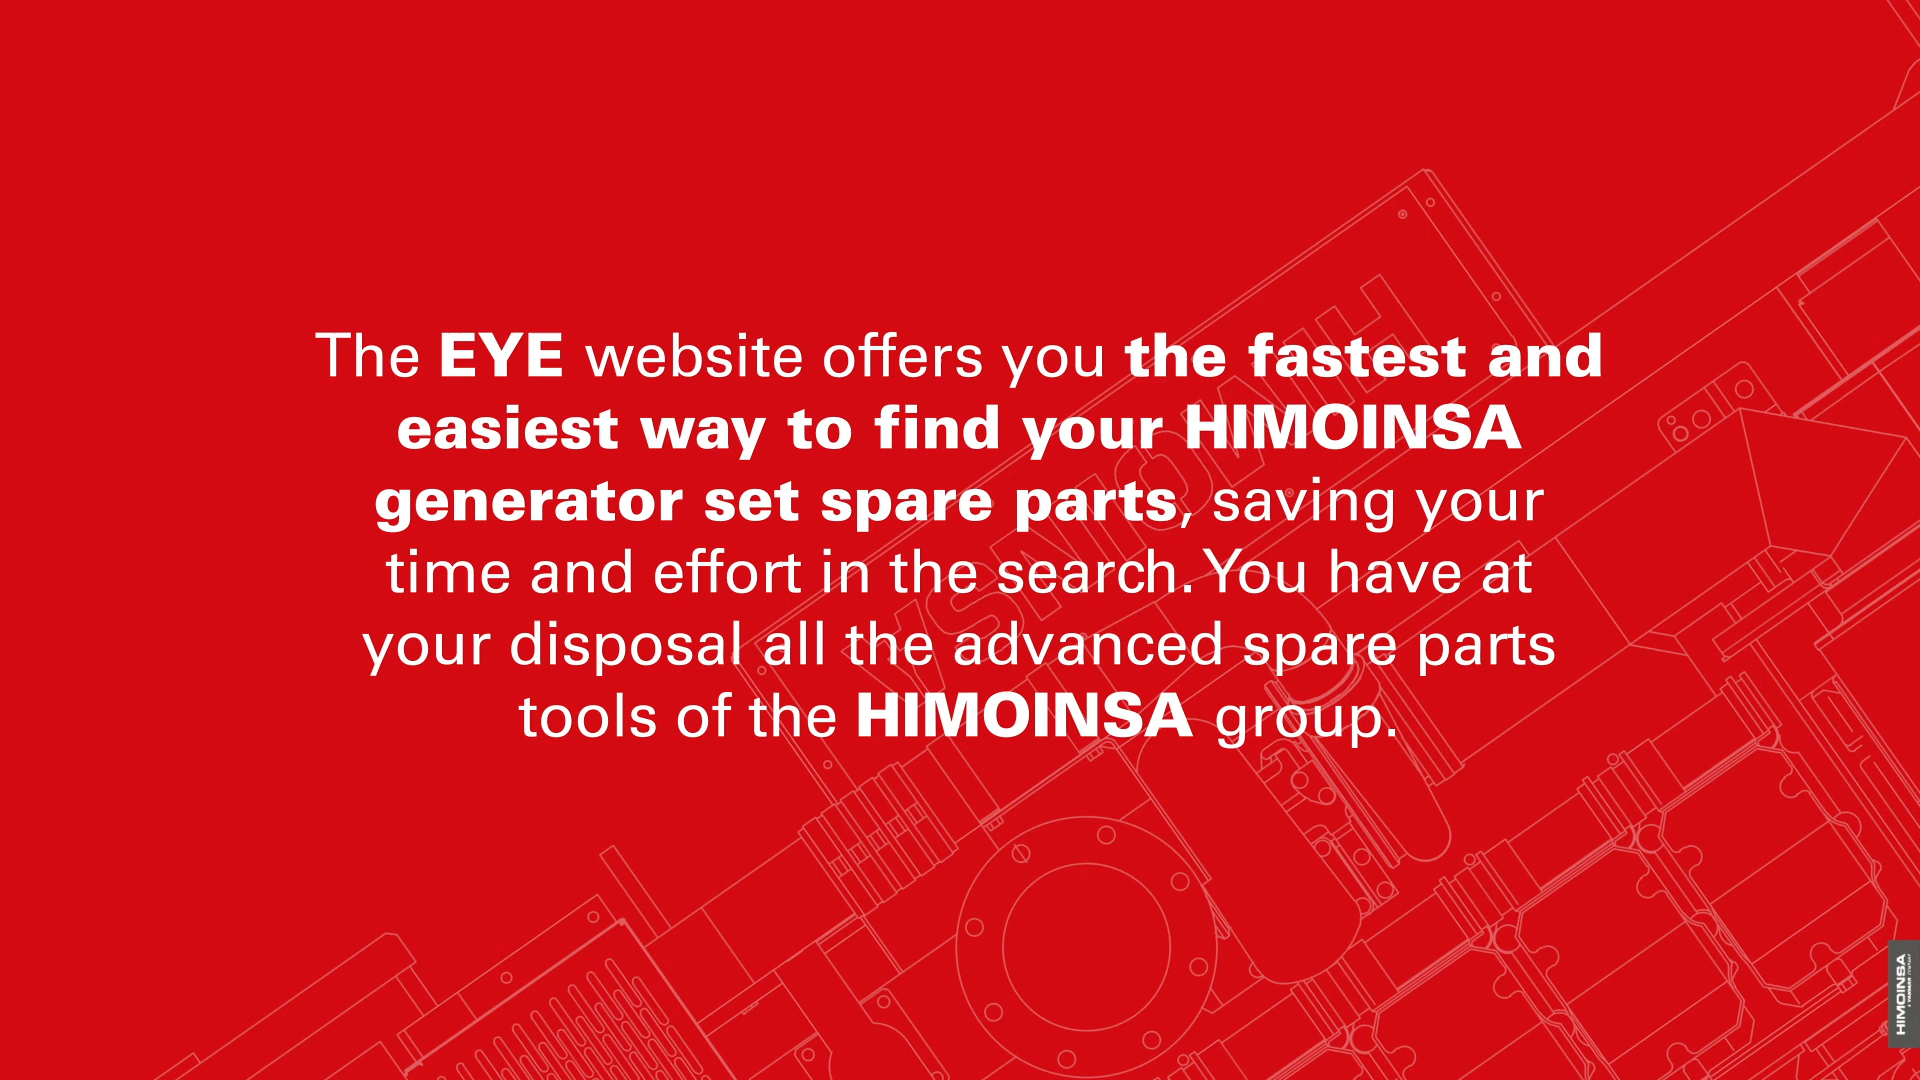 The EYE website offers you the fastest and
easiest way to find your HIMOINSA
generator set spare parts, saving your
time and effort in the search. You have at
your disposal all the advanced spare parts
tools of the HIMOINSA group.
HIMOINSA
HIMOINSA